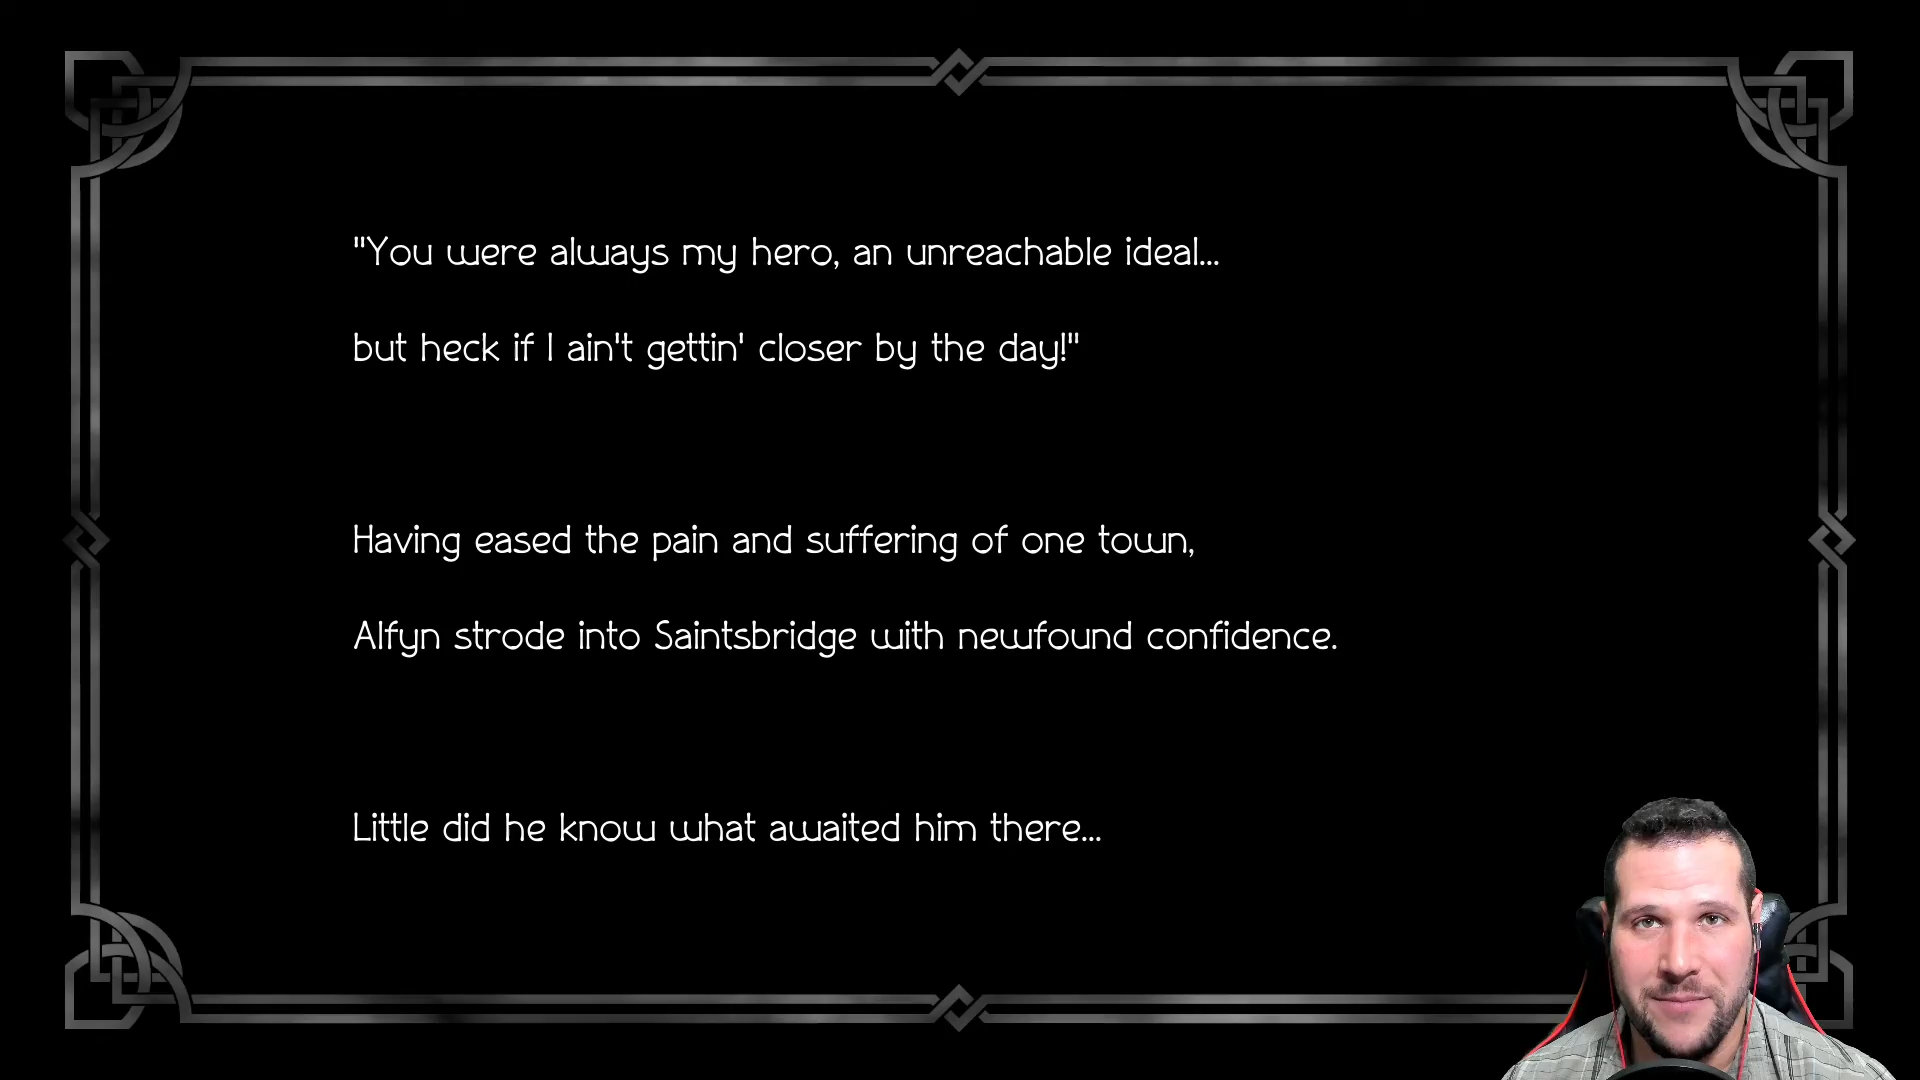 "You were always my hero, an unreachable ideal...
but heck if I ain't gettin' closer by the day!"
Having eased the pain and suffering of one town,
Alfyn strode into Saintsbridge with newfound confidence.
Little did he know what awaited him there...